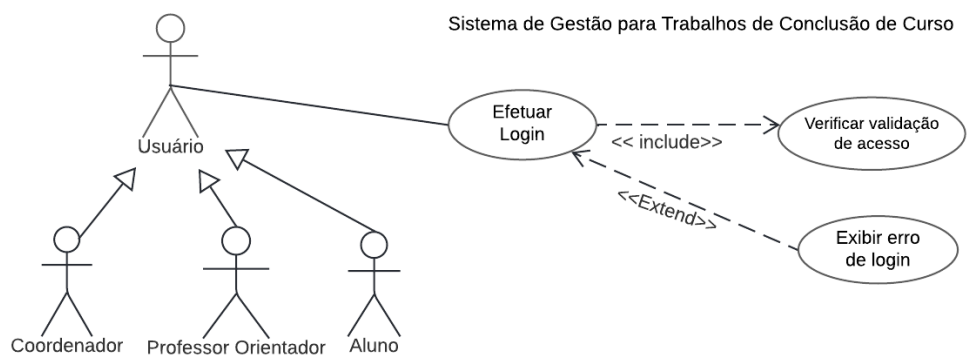 Sistema de Gestão para Trabalhos de Conclusão de Curso
Efetuar
Login
<< include>>
Verificar validação
de acesso
Usuário
<<Extend>>
Exibir erro
de login
Coordenador
Professor Orientador
Aluno